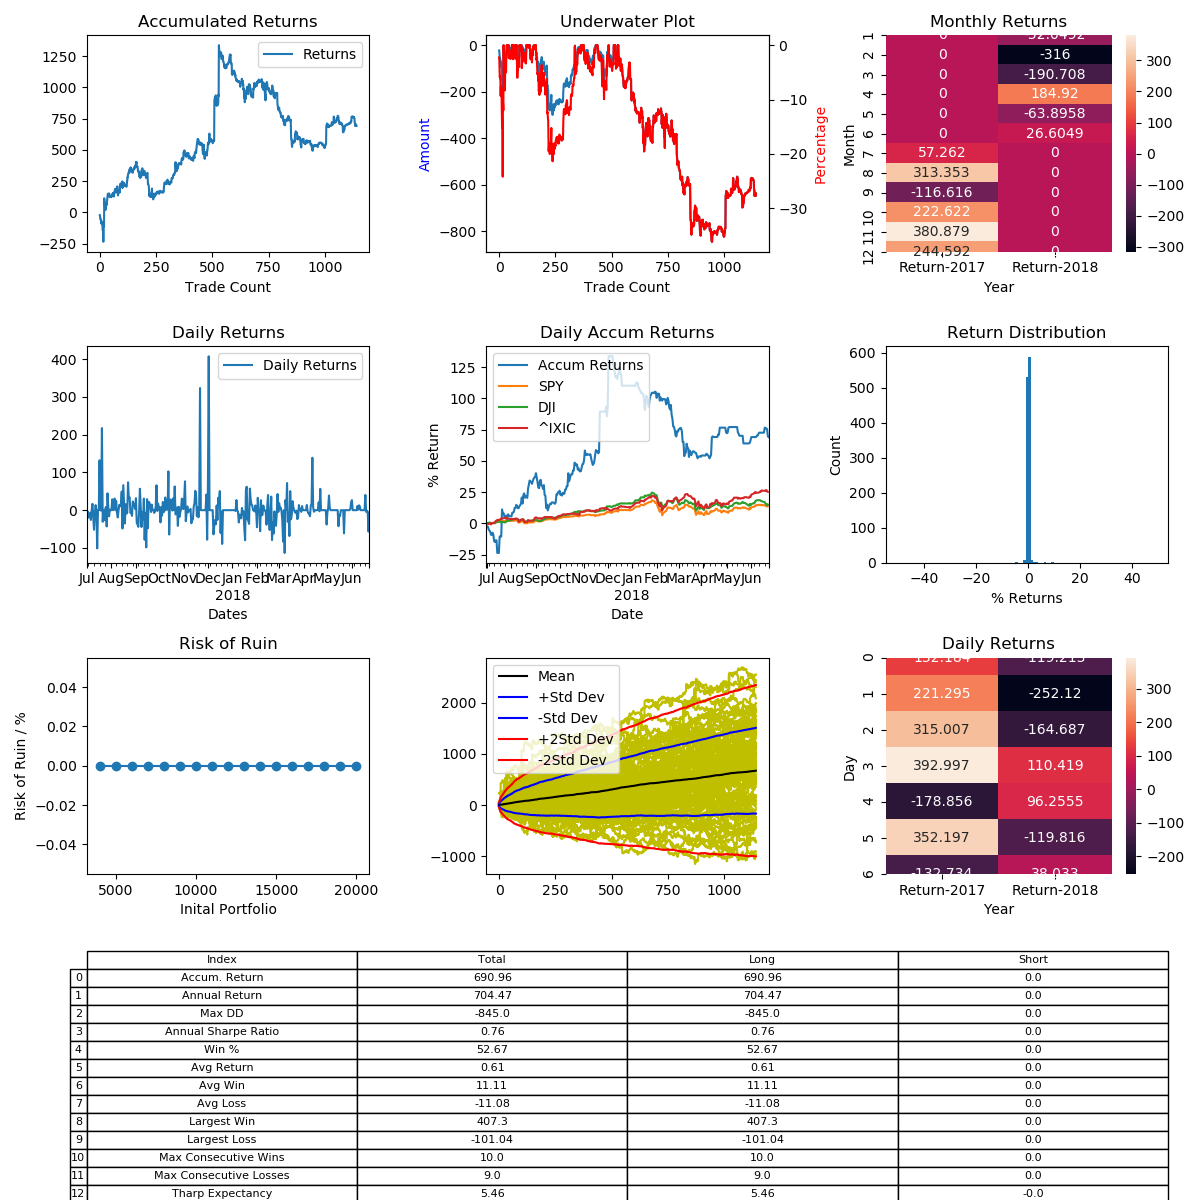 Accumulated Returns
Returns
1250
1000
750
500
250
0
−250
0 250 500 750 1000
Trade Count
Underwater Plot
0
−200
−400
−600
−800
Amount
0
−10
−20
−30
Percentage
0 250 500 750 1000
Trade Count
Monthly Returns
Month
1 0
2 0 -316
3 0 -190.708
4 0 184.92
5 0 -63.8958
6 0 26.6049
7 57.262 0
8 313.353 0
9 -116.616 0
10 222.622 0
11 380.879 0
12 244.592 0
Return-2017 Return-2018
Year
300
200
100
0
−100
−200
−300
Daily Returns
Daily Returns
400
300
200
100
0
−100
Jul Aug Sep Oct Nov Dec Jan Feb Mar Apr May Jun
2018
Dates
Daily Accum Returns
Accum Returns
SPY
DJI
^IXIC
% Return
125
100
75
50
25
0
−25
Jul Aug Sep Oct Nov Dec Jan Feb Mar Apr May Jun
2018
Date
Return Distribution
Count
600
500
400
300
200
100
0
−40 −20 0 20 40
% Returns
Risk of Ruin
Risk of Ruin / %
0.04
0.02
0.00
−0.02
−0.04
5000 10000 15000 20000
Inital Portfolio
Mean
+Std Dev
-Std Dev
+2Std Dev
-2Std Dev
2000
1000
0
−1000
0 500 1000
Daily Returns
Day
0 132.184 -119.213
1 221.295 -252.12
2 315.007 -164.687
3 392.997 110.419
4 -178.856 96.2555
5 352.197 -119.816
6 -132.734 38.033
Return-2017 Return-2018
Year
300
200
100
0
−100
−200
Index Total Long Short
0 Accum. Return 690.96 690.96 0.0
1 Annual Return 704.47 704.47 0.0
2 Max DD -845.0 -845.0 0.0
3 Annual Sharpe Ratio 0.76 0.76 0.0
4 Win % 52.67 52.67 0.0
5 Avg Return 0.61 0.61 0.0
6 Avg Win 11.11 11.11 0.0
7 Avg Loss -11.08 -11.08 0.0
8 Largest Win 407.3 407.3 0.0
9 Largest Loss -101.04 -101.04 0.0
10 Max Consecutive Wins 10.0 10.0 0.0
11 Max Consecutive Losses 9.0 9.0 0.0
12 Tharp Expectancy 5.46 5.46 -0.0